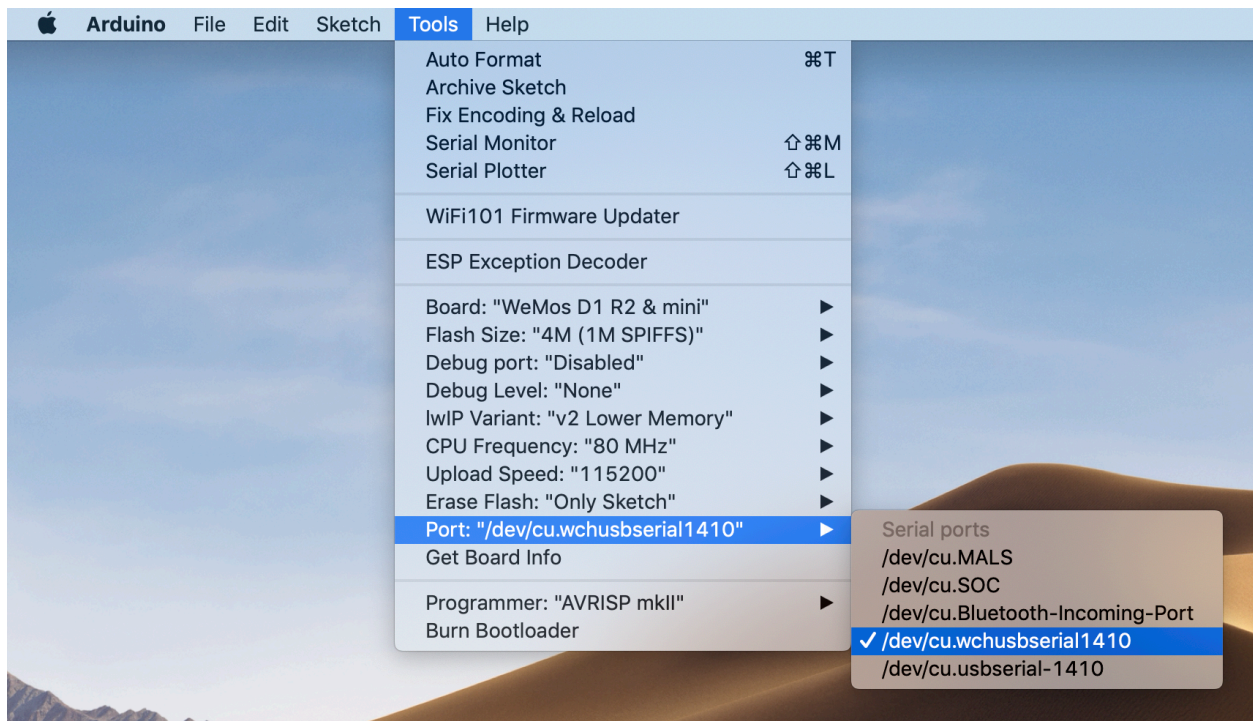 Arduino File Edit Sketch Tools Help
Auto Format ⌘T
Archive Sketch
Fix Encoding & Reload
Serial Monitor ⇧⌘M
Serial Plotter ⇧⌘L
WiFi101 Firmware Updater
ESP Exception Decoder
Board: "WeMos D1 R2 & mini"
Flash Size: "4M (1M SPIFFS)"
Debug port: "Disabled"
Debug Level: "None"
lwIP Variant: "v2 Lower Memory"
CPU Frequency: "80 MHz"
Upload Speed: "115200"
Erase Flash: "Only Sketch"
Port: "/dev/cu.wchusbserial1410"
Get Board Info
Programmer: "AVRISP mkII"
Burn Bootloader
Serial ports
/dev/cu.MALS
/dev/cu.SOC
/dev/cu.Bluetooth-Incoming-Port
✓ /dev/cu.wchusbserial1410
/dev/cu.usbserial-1410